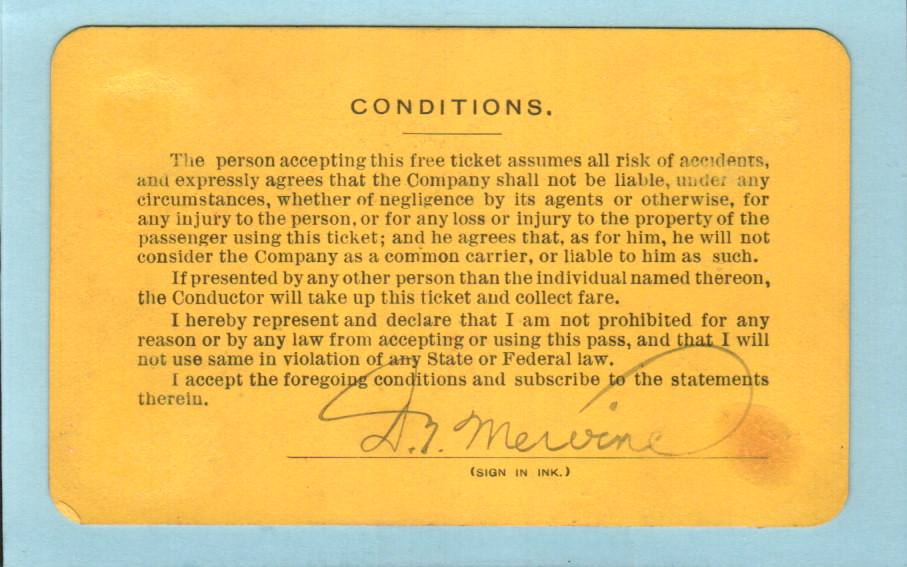 CONDITIONS.
The person accepting this free ticket assumes all risk of accidents,
and expressly agrees that the Company shall not be liable, under any
circumstances, whether of negligence by its agents or otherwise, for
any injury to the person, or for any loss or injury to the property of the
passenger using this ticket; and he agrees that, as for him, he will not
consider the Company as a common carrier, or liable to him as such.
If presented by any other person than the individual named thereon,
the Conductor will take up this ticket and collect fare.
I hereby represent and declare that I am not prohibited for any
reason or by any law from accepting or using this pass, and that I will
not use same in violation of any State or Federal law.
I accept the foregoing conditions and subscribe to the statements
therein.
Mervine
(SIGN IN INK.)